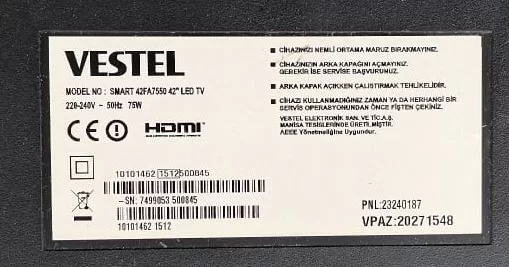 VESTEL
MODEL NO : SMART 42FA7550 42" LED TV
220-240V ~ 50Hz 75W
CE HDMI
10101462 1512 500845
-SN: 7499053 500845
10101462 1512
CİHAZINIZI NEMLİ ORTAMA MARUZ BIRAKMAYINIZ.
CİHAZINIZIN ARKA KAPAĞINI AÇMAYINIZ.
GEREKİR İSE SERVİSE BAŞVURUNUZ.
ARKA KAPAK AÇIKKEN ÇALIŞTIRMAK TEHLİKELİDİR.
CİHAZI KULLANMADIĞINIZ ZAMAN YA DA HERHANGİ BİR
SERVİS OPERASYONUNDAN ÖNCE FİŞTEN ÇEKİNİZ.
VESTEL ELEKTRONİK SAN. VE TİC.A.Ş.
MANİSA TESİSLERİNDE ÜRETMİŞTİR.
AEEE Yönetmeliğine Uygundur.
PNL:23240187
VPAZ:20271548